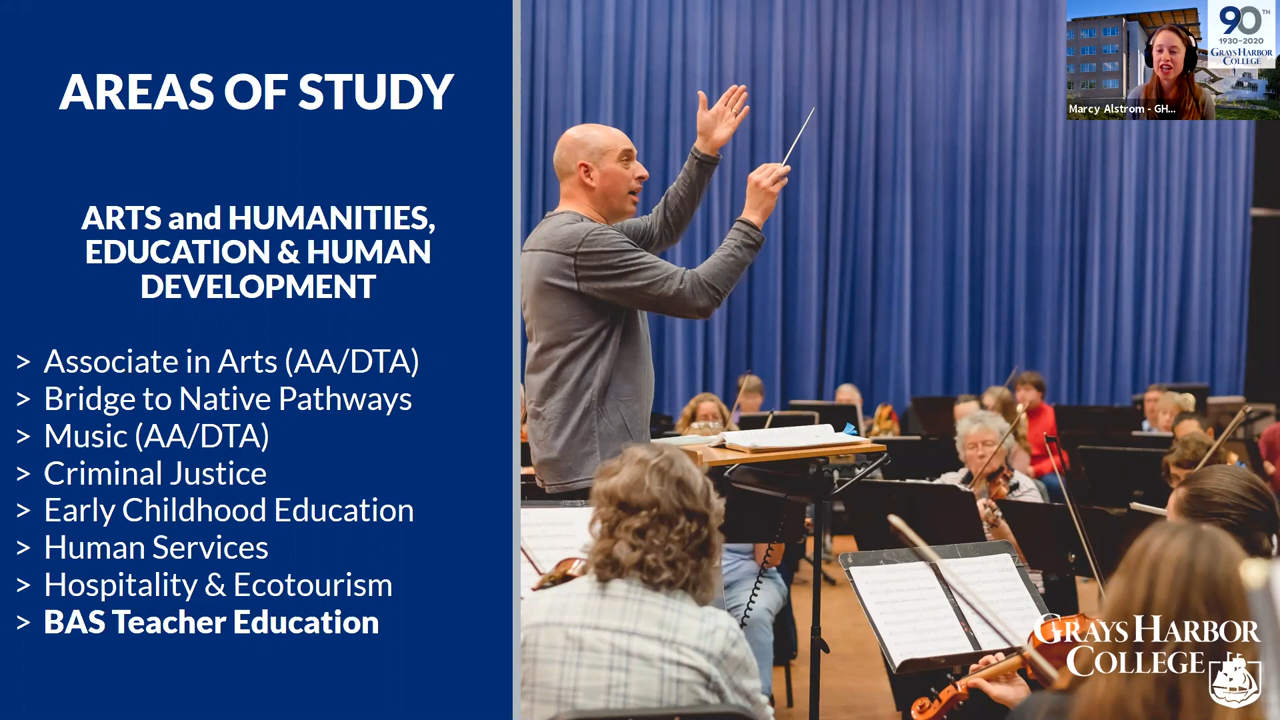 AREAS OF STUDY
ARTS and HUMANITIES,
EDUCATION & HUMAN
DEVELOPMENT
> Associate in Arts (AA/DTA)
> Bridge to Native Pathways
> Music (AA/DTA)
> Criminal Justice
> Early Childhood Education
> Human Services
> Hospitality & Ecotourism
> BAS Teacher Education
90TH
1930-2020
GRAYS HARBOR
COLLEGE
Marcy Alstrom - GH...
GRAYS HARBOR
COLLEGE